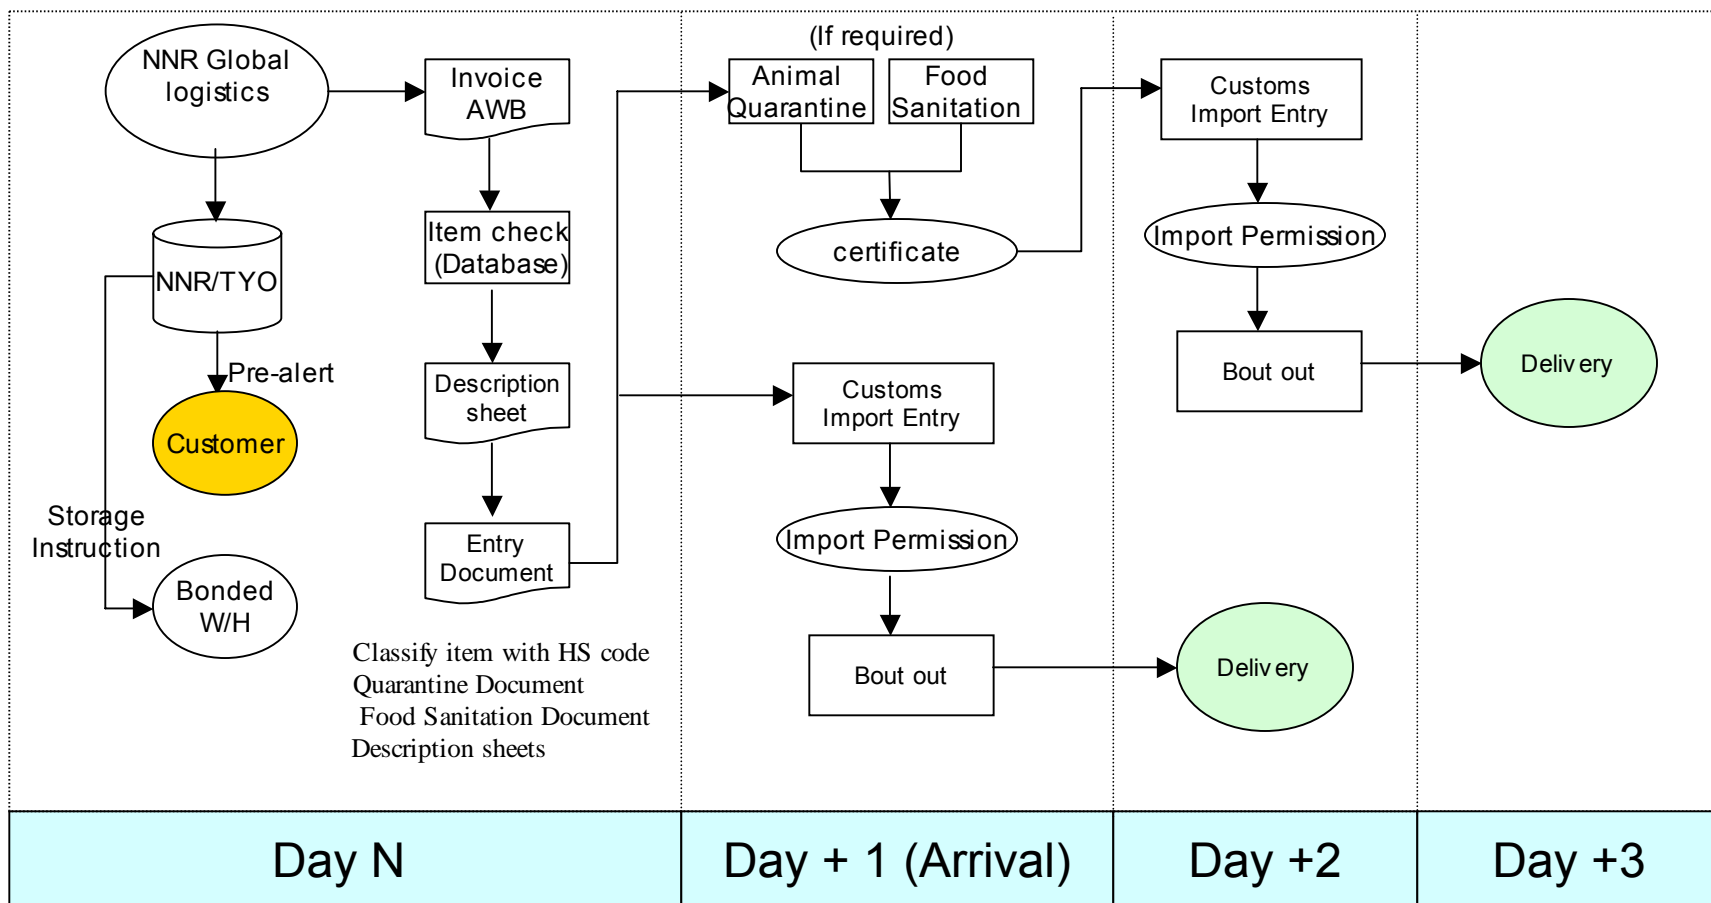 NNR Global
logistics
NNR/TYO
Pre-alert
Customer
Storage
Instruction
Bonded
W/H
Invoice
AWB
Item check
(Database)
Description
sheet
Entry
Document
Classify item with HS code
Quarantine Document
Food Sanitation Document
Description sheets
(If required)
Animal
Quarantine
Food
Sanitation
certificate
Customs
Import Entry
Import Permission
Bout out
Customs
Import Entry
Import Permission
Bout out
Delivery
Delivery
Day N
Day + 1 (Arrival)
Day +2
Day +3